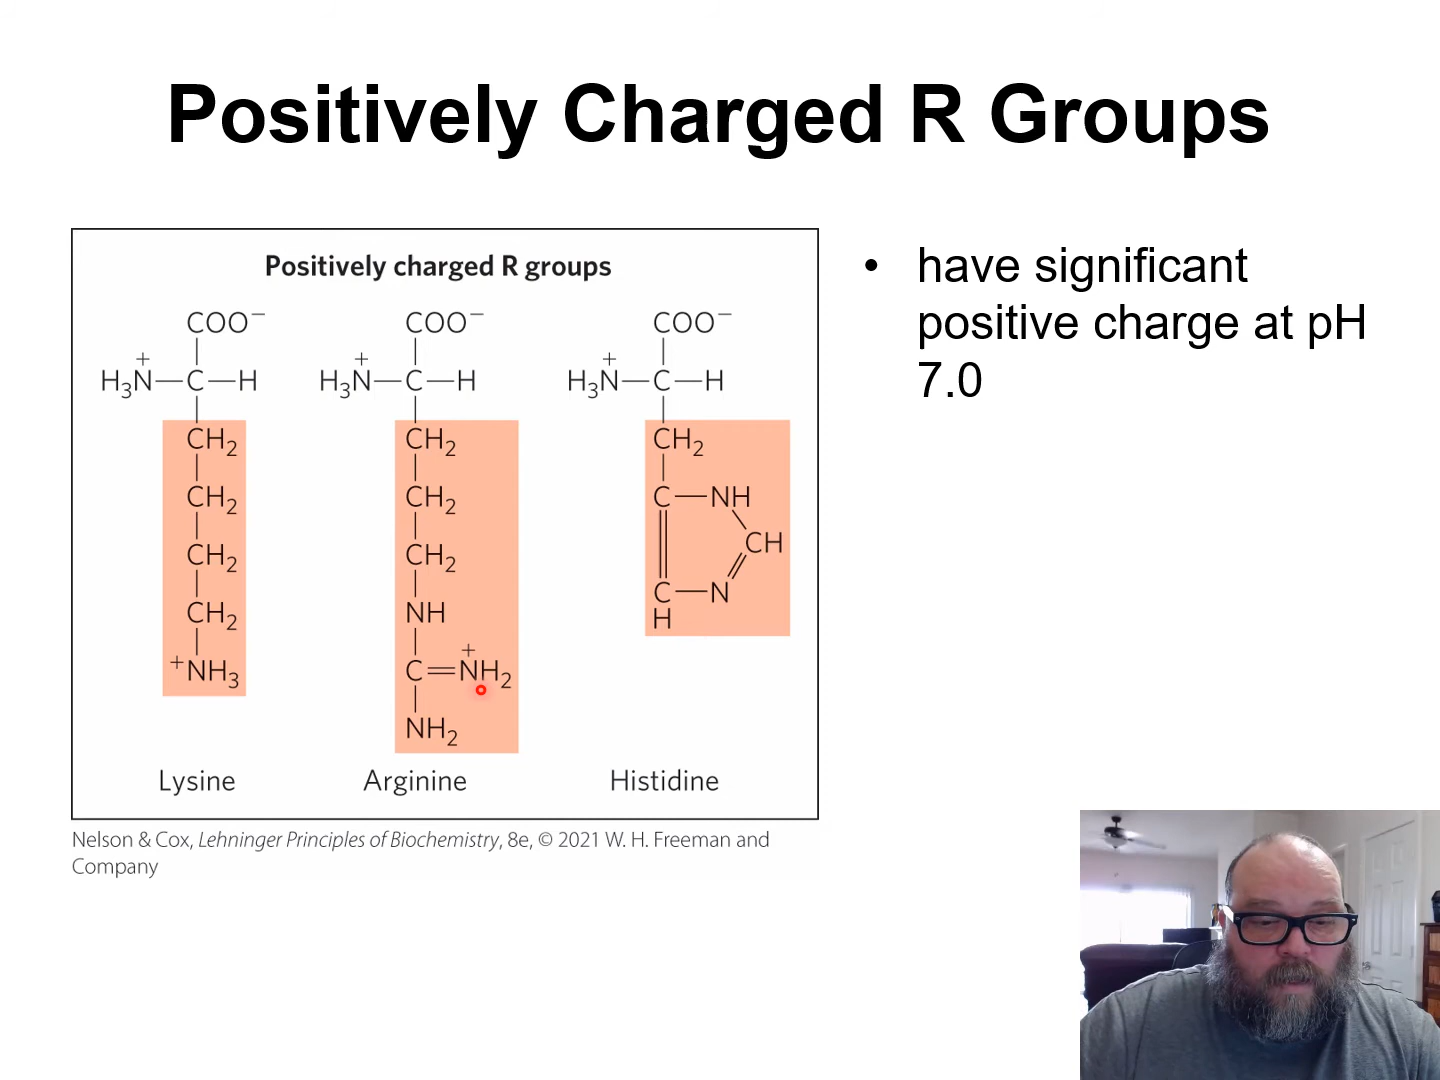 Positively Charged R Groups
Positively charged R groups
COO⁻ COO⁻ COO⁻
+ + +
H₃N—C—H H₃N—C—H H₃N—C—H
CH₂ CH₂ CH₂
CH₂ CH₂ C—NH
CH
CH₂ CH₂
C—N
H
CH₂ NH
+
⁺NH₃ C=NH₂
NH₂
Lysine Arginine Histidine
Nelson & Cox, Lehninger Principles of Biochemistry, 8e, © 2021 W. H. Freeman and
Company
• have significant
positive charge at pH
7.0